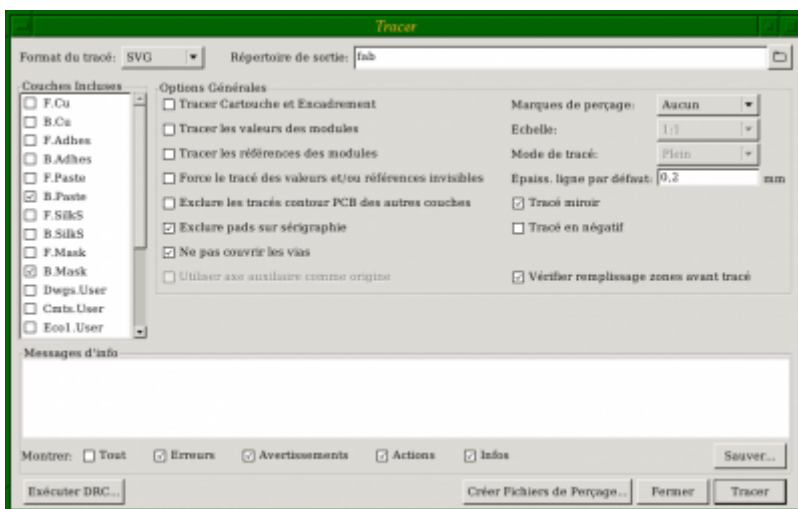 Tracer
Format du tracé: SVG Répertoire de sortie: fab
Couches Incluses
F.Cu
B.Cu
F.Adhes
B.Adhes
F.Paste
B.Paste
F.SilkS
B.SilkS
F.Mask
B.Mask
Dwgs.User
Cmts.User
Eco1.User
Options Générales
Tracer Cartouche et Encadrement
Tracer les valeurs des modules
Tracer les références des modules
Force le tracé des valeurs et/ou références invisibles
Exclure les tracés contour PCB des autres couches
Exclure pads sur sérigraphie
Ne pas couvrir les vias
Utiliser axe auxiliaire comme origine
Marques de perçage: Aucun
Echelle: 1:1
Mode de tracé: Plein
Epaiss. ligne par défaut: 0,2 mm
Tracé miroir
Tracé en négatif
Vérifier remplissage zones avant tracé
Messages d'info
Montrer: Tout Erreurs Avertissements Actions Infos Sauver...
Exécuter DRC... Créer Fichiers de Perçage... Fermer Tracer